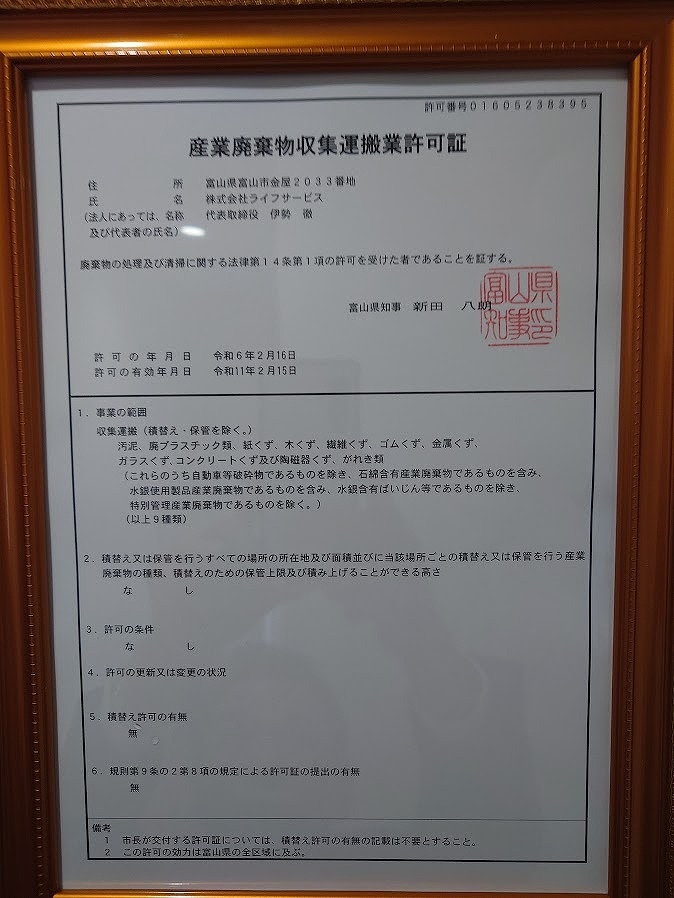 許可番号01605238395
産業廃棄物収集運搬業許可証
住所 富山県富山市金屋2033番地
氏名 株式会社ライフサービス
(法人にあっては、名称 代表取締役 伊勢 徹
及び代表者の氏名)
廃棄物の処理及び清掃に関する法律第14条第1項の許可を受けた者であることを証する。
富山県知事 新田 八朗
富山県知事印
許可の年月日 令和6年2月16日
許可の有効年月日 令和11年2月15日
1.事業の範囲
収集運搬(積替え・保管を除く。)
汚泥、廃プラスチック類、紙くず、木くず、繊維くず、ゴムくず、金属くず、
ガラスくず、コンクリートくず及び陶磁器くず、がれき類
(これらのうち自動車等破砕物であるものを除き、石綿含有産業廃棄物であるものを含み、
水銀使用製品産業廃棄物であるものを含み、水銀含有ばいじん等であるものを除き、
特別管理産業廃棄物であるものを除く。)
(以上9種類)
2.積替え又は保管を行うすべての場所の所在地及び面積並びに当該場所ごとの積替え又は保管を行う産業
廃棄物の種類、積替えのための保管上限及び積み上げることができる高さ
なし
3.許可の条件
なし
4.許可の更新又は変更の状況
5.積替え許可の有無
無
6.規則第9条の2第8項の規定による許可証の提出の有無
無
備考
1 市長が交付する許可証については、積替え許可の有無の記載は不要とすること。
2 この許可の効力は富山県の全区域に及ぶ。